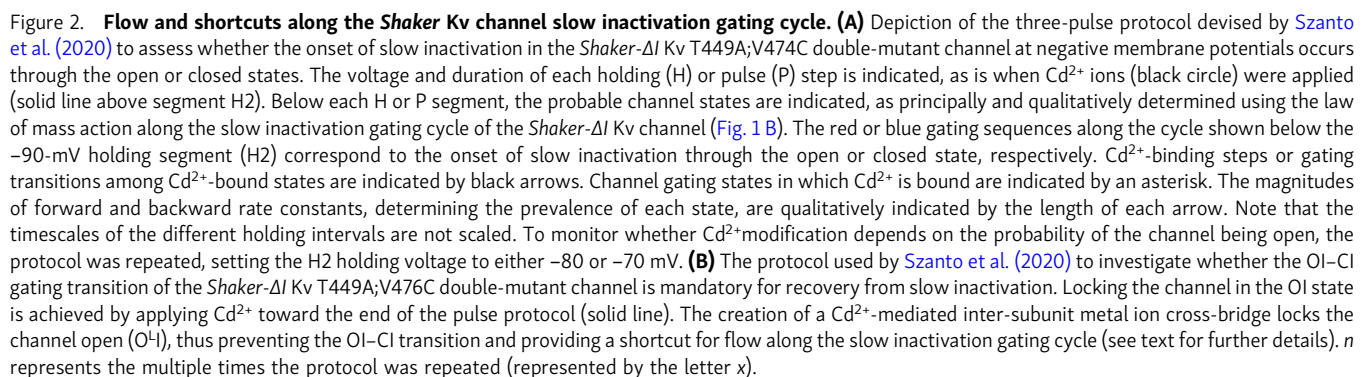 Figure 2. Flow and shortcuts along the Shaker Kv channel slow inactivation gating cycle. (A) Depiction of the three-pulse protocol devised by Szanto
et al. (2020) to assess whether the onset of slow inactivation in the Shaker-ΔI Kv T449A;V474C double-mutant channel at negative membrane potentials occurs
through the open or closed states. The voltage and duration of each holding (H) or pulse (P) step is indicated, as is when Cd²⁺ ions (black circle) were applied
(solid line above segment H2). Below each H or P segment, the probable channel states are indicated, as principally and qualitatively determined using the law
of mass action along the slow inactivation gating cycle of the Shaker-ΔI Kv channel (Fig. 1 B). The red or blue gating sequences along the cycle shown below the
−90-mV holding segment (H2) correspond to the onset of slow inactivation through the open or closed state, respectively. Cd²⁺-binding steps or gating
transitions among Cd²⁺-bound states are indicated by black arrows. Channel gating states in which Cd²⁺ is bound are indicated by an asterisk. The magnitudes
of forward and backward rate constants, determining the prevalence of each state, are qualitatively indicated by the length of each arrow. Note that the
timescales of the different holding intervals are not scaled. To monitor whether Cd²⁺modification depends on the probability of the channel being open, the
protocol was repeated, setting the H2 holding voltage to either −80 or −70 mV. (B) The protocol used by Szanto et al. (2020) to investigate whether the OI–CI
gating transition of the Shaker-ΔI Kv T449A;V476C double-mutant channel is mandatory for recovery from slow inactivation. Locking the channel in the OI state
is achieved by applying Cd²⁺ toward the end of the pulse protocol (solid line). The creation of a Cd²⁺-mediated inter-subunit metal ion cross-bridge locks the
channel open (OᴸI), thus preventing the OI–CI transition and providing a shortcut for flow along the slow inactivation gating cycle (see text for further details). n
represents the multiple times the protocol was repeated (represented by the letter x).